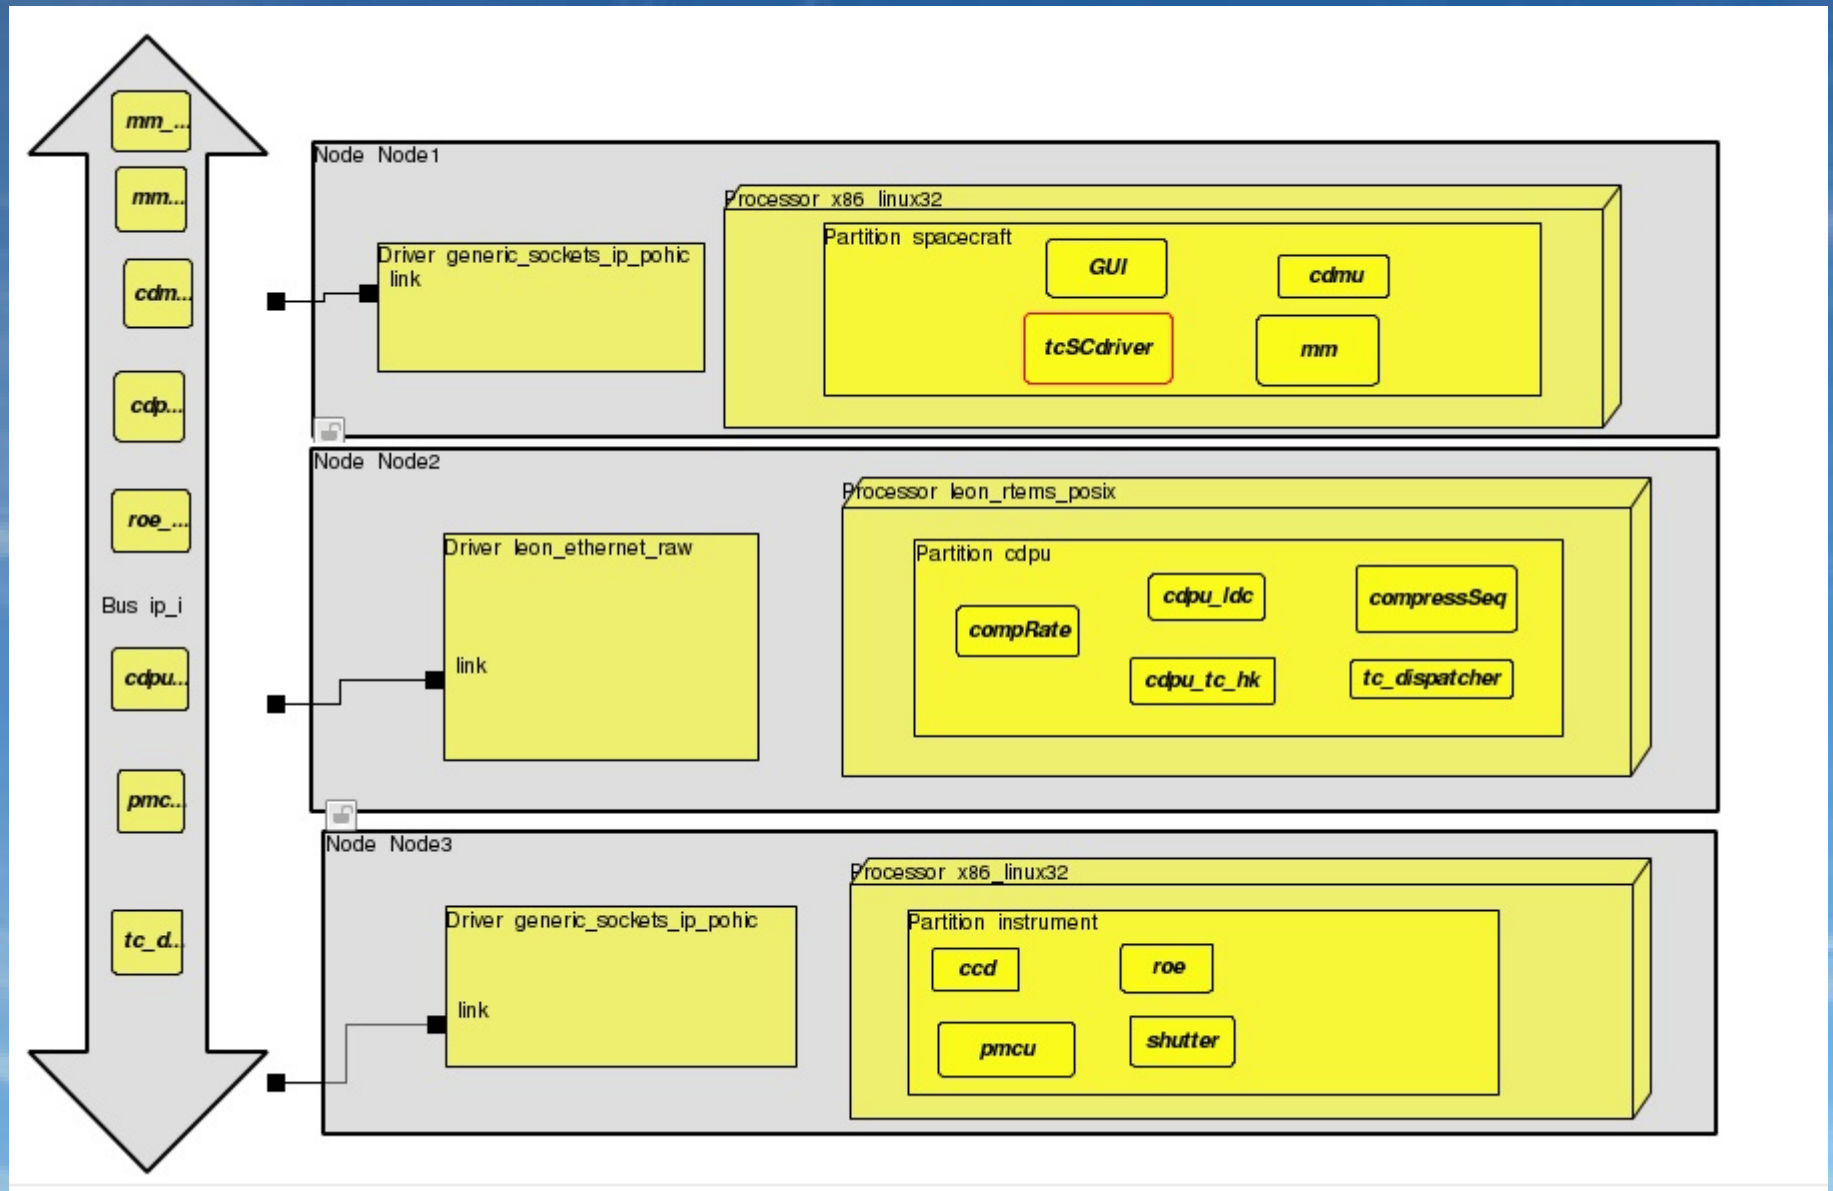 mm_...
mm...
cdm...
cdp...
roe_...
Bus ip_i
cdpu...
pmc...
tc_d...
Node Node1
Driver generic_sockets_ip_pohic
link
Processor x86 linux32
Partition spacecraft
GUI
cdmu
tcSCdriver
mm
Node Node2
Driver leon_ethernet_raw
link
Processor leon_rtems_posix
Partition cdpu
cdpu_ldc
compressSeq
compRate
cdpu_tc_hk
tc_dispatcher
Node Node3
Driver generic_sockets_ip_pohic
link
Processor x86_linux32
Partition instrument
ccd
roe
pmcu
shutter